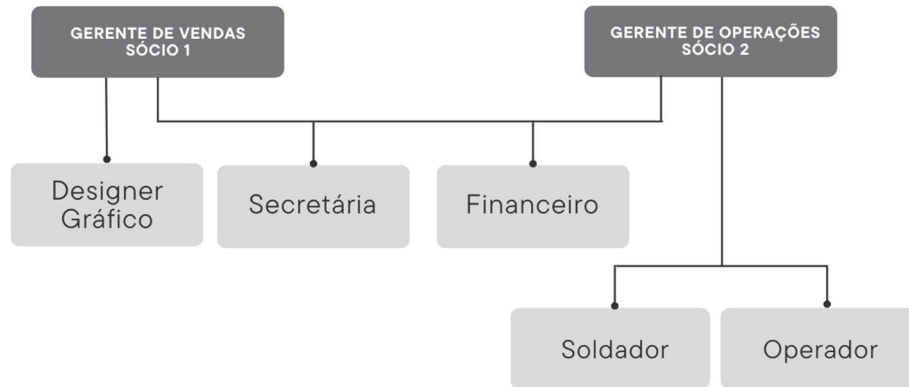 GERENTE DE VENDAS
SÓCIO 1
GERENTE DE OPERAÇÕES
SÓCIO 2
Designer
Gráfico
Secretária
Financeiro
Soldador
Operador